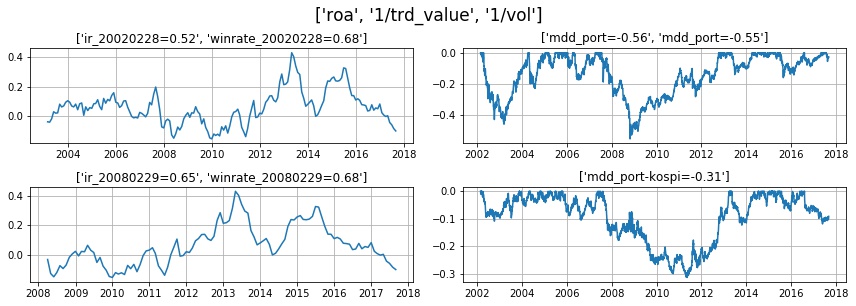 ['roa', '1/trd_value', '1/vol']
['ir_20020228=0.52', 'winrate_20020228=0.68']
0.4
0.2
0.0
2004 2006 2008 2010 2012 2014 2016 2018
['mdd_port=-0.56', 'mdd_port=-0.55']
0.0
−0.2
−0.4
2002 2004 2006 2008 2010 2012 2014 2016 2018
['ir_20080229=0.65', 'winrate_20080229=0.68']
0.4
0.2
0.0
2008 2009 2010 2011 2012 2013 2014 2015 2016 2017 2018
['mdd_port-kospi=-0.31']
0.0
−0.1
−0.2
−0.3
2002 2004 2006 2008 2010 2012 2014 2016 2018